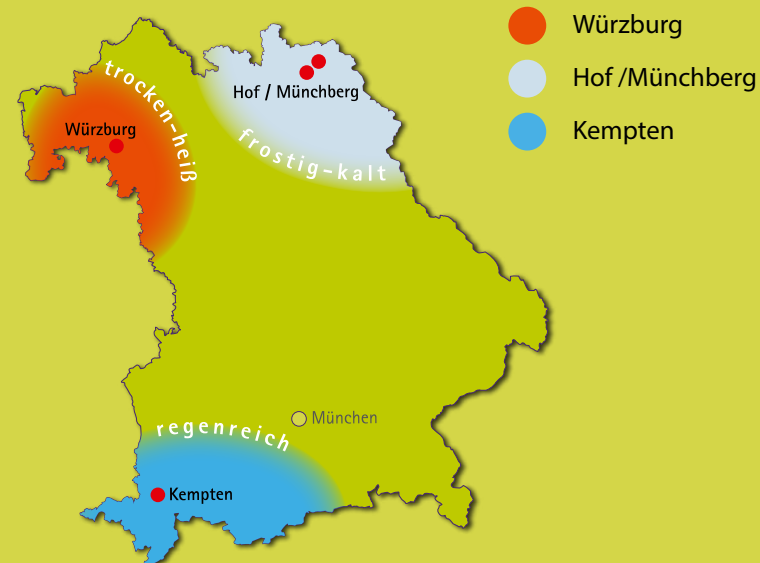 Würzburg
Hof /Münchberg
Kempten
trocken-heiß
Hof / Münchberg
Würzburg
frostig-kalt
München
regenreich
Kempten